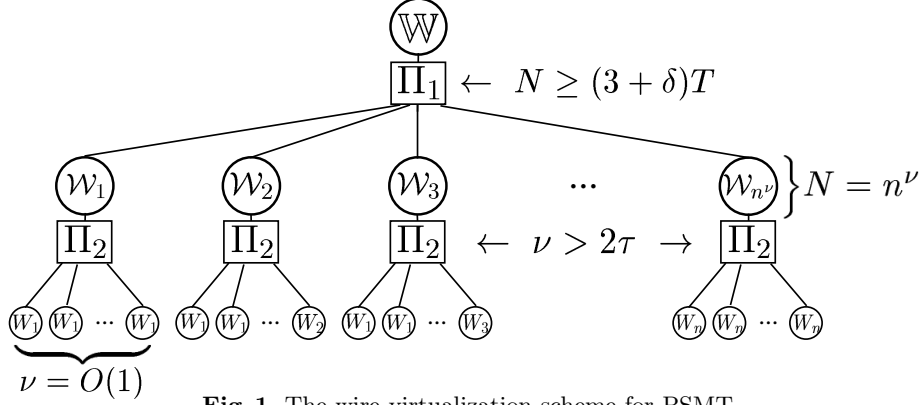 𝕎
Π₁ ← N ≥ (3 + δ)T
𝒲₁ 𝒲₂ 𝒲₃ ... 𝒲ₙν } N = n^ν
Π₂ Π₂ Π₂ ← ν > 2τ → Π₂
W₁ W₁ ... W₁ W₁ W₁ ... W₂ W₁ W₁ ... W₃ Wₙ Wₙ ... Wₙ
ν = O(1)
Fig. 1. The wire virtualization scheme for PSMT